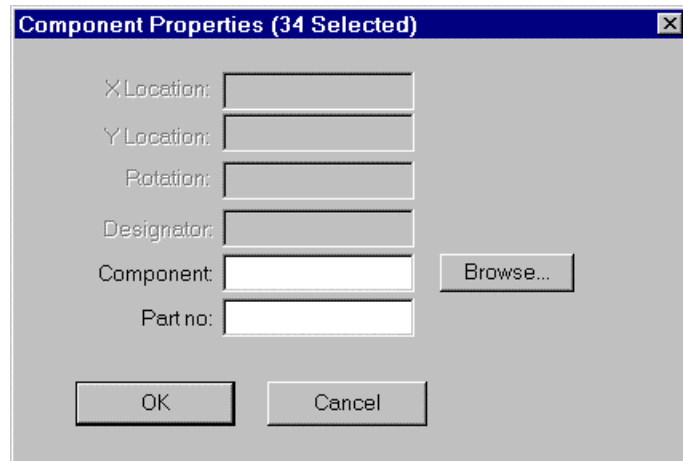 Component Properties (34 Selected)
X Location:
Y Location:
Rotation:
Designator:
Component:
Browse...
Part no:
OK
Cancel